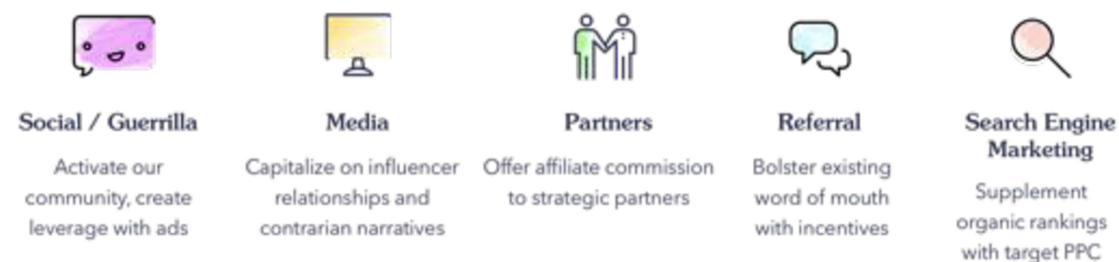 Social / Guerrilla
Activate our
community, create
leverage with ads
Media
Capitalize on influencer
relationships and
contrarian narratives
Partners
Offer affiliate commission
to strategic partners
Referral
Bolster existing
word of mouth
with incentives
Search Engine
Marketing
Supplement
organic rankings
with target PPC